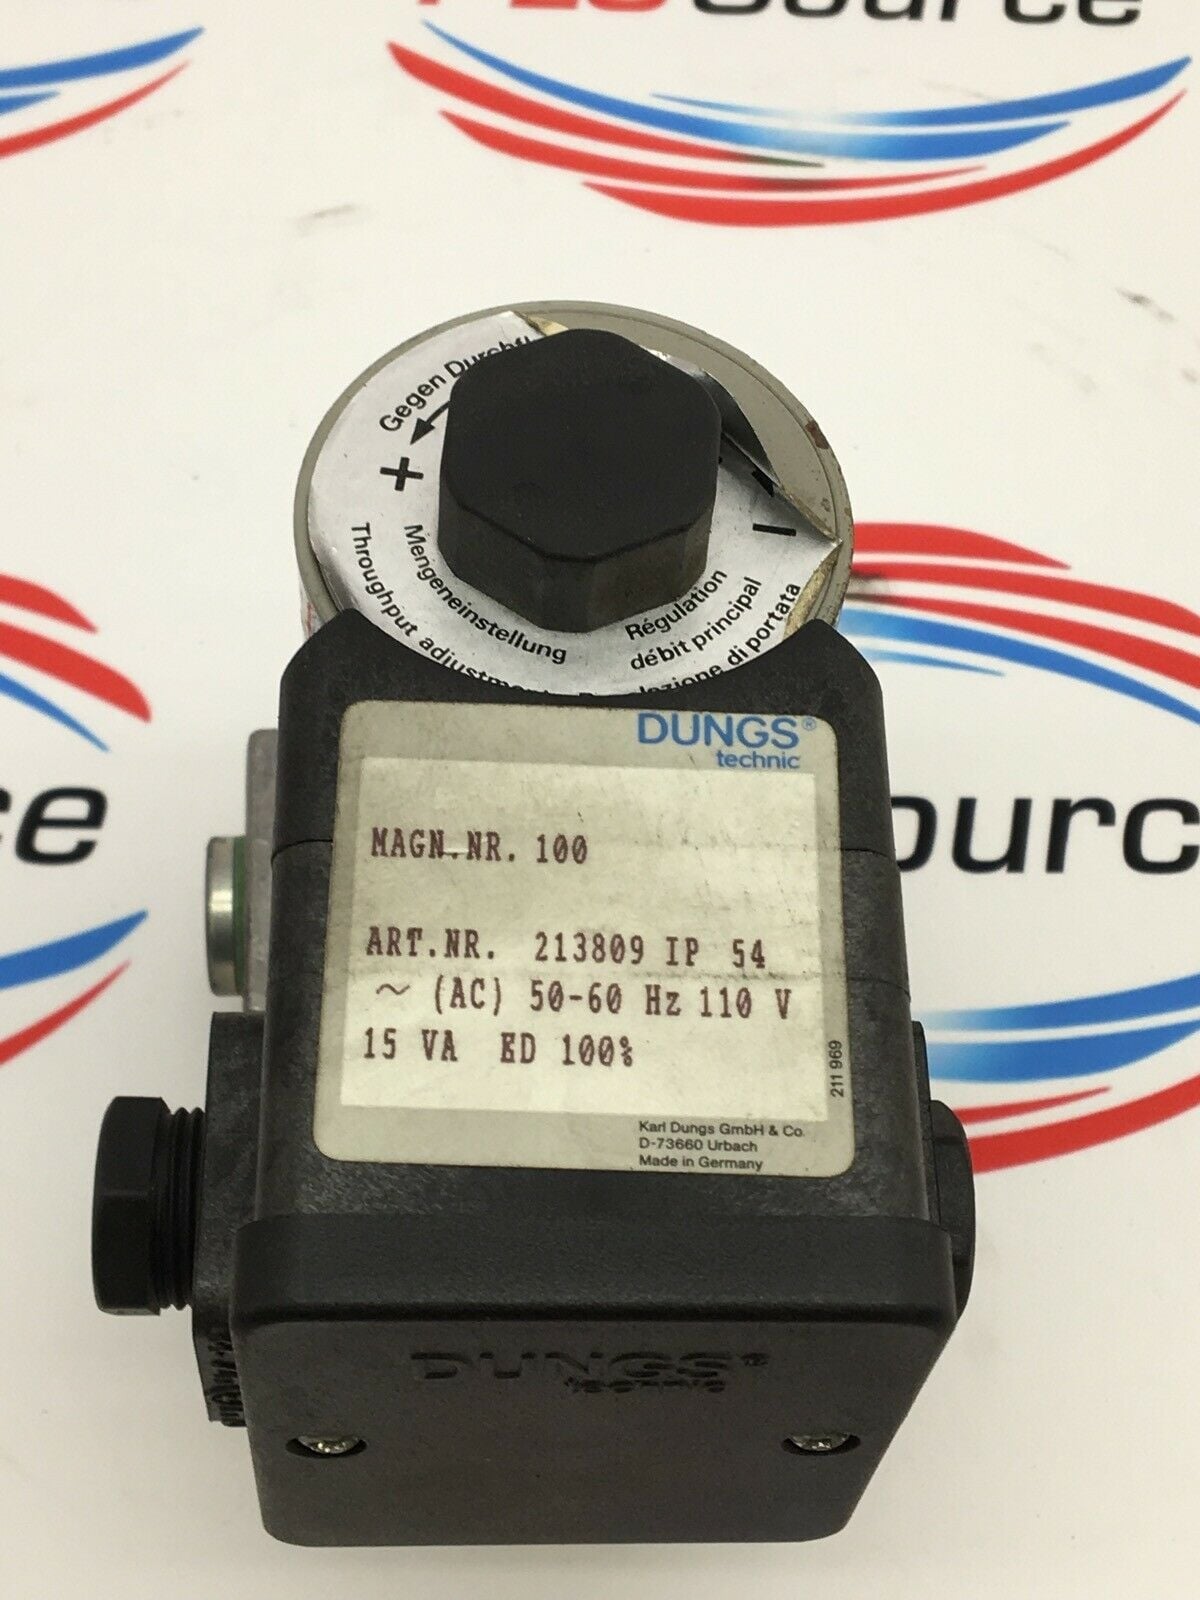 Source
Gegen
+
–
Mengeneinstellung
Throughput
Régulation
débit principal
di portata
DUNGS®
technic
MAGN.NR. 100
ART.NR. 213809 IP 54
~ (AC) 50-60 Hz 110 V
15 VA ED 100%
211 969
Karl Dungs GmbH & Co.
D-73660 Urbach
Made in Germany
DUNGS®
technic